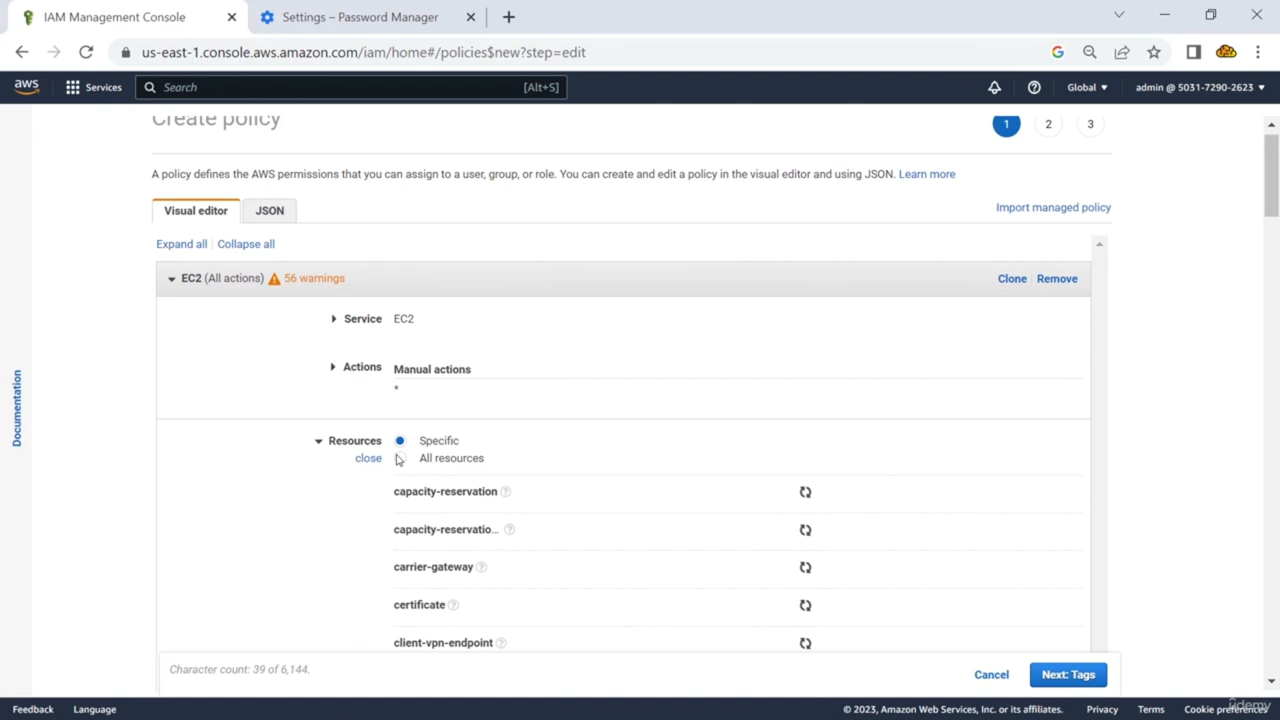 IAM Management Console
Settings – Password Manager
us-east-1.console.aws.amazon.com/iam/home#/policies$new?step=edit
aws
Services
Search
[Alt+S]
Global
admin @ 5031-7290-2623
Create policy
1
2
3
A policy defines the AWS permissions that you can assign to a user, group, or role. You can create and edit a policy in the visual editor and using JSON. Learn more
Visual editor
JSON
Import managed policy
Expand all
Collapse all
EC2 (All actions) 56 warnings
Clone
Remove
Service
EC2
Actions
Manual actions
*
Resources
Specific
close
All resources
capacity-reservation
capacity-reservatio...
carrier-gateway
certificate
client-vpn-endpoint
Documentation
Character count: 39 of 6,144.
Cancel
Next: Tags
Feedback
Language
© 2023, Amazon Web Services, Inc. or its affiliates.
Privacy
Terms
Cookie preferences
ûdemy